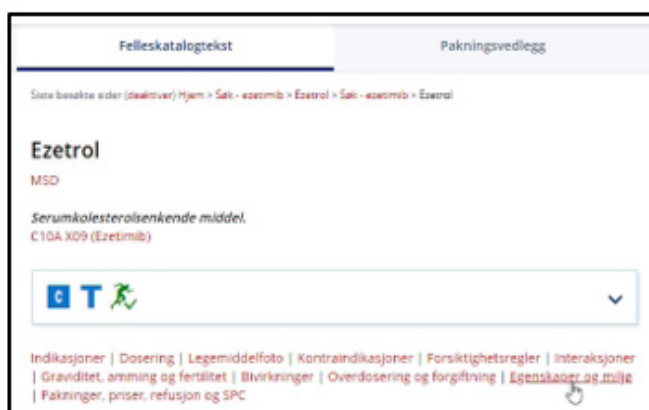 Felleskatalogtekst
Pakningsvedlegg
Siste besøkte sider (deaktiver) Hjem > Søk - ezetimib > Ezetrol > Søk - ezetimib > Ezetrol
Ezetrol
MSD
Serumkolesterolsenkende middel.
C10A X09 (Ezetimib)
C T
Indikasjoner | Dosering | Legemiddelfoto | Kontraindikasjoner | Forsiktighetsregler | Interaksjoner
| Graviditet, amming og fertilitet | Bivirkninger | Overdosering og forgiftning | Egenskaper og miljø
| Pakninger, priser, refusjon og SPC